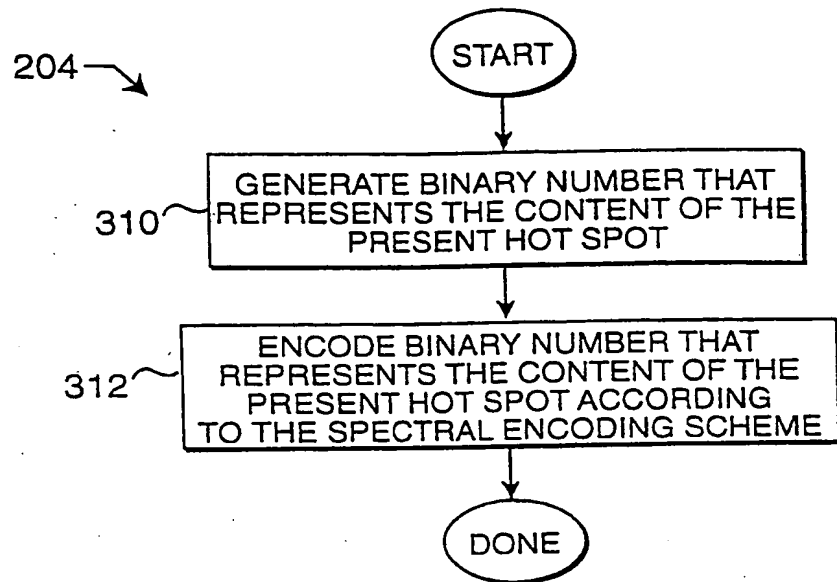 START
204
GENERATE BINARY NUMBER THAT
REPRESENTS THE CONTENT OF THE
PRESENT HOT SPOT
310
ENCODE BINARY NUMBER THAT
REPRESENTS THE CONTENT OF THE
PRESENT HOT SPOT ACCORDING
TO THE SPECTRAL ENCODING SCHEME
312
DONE